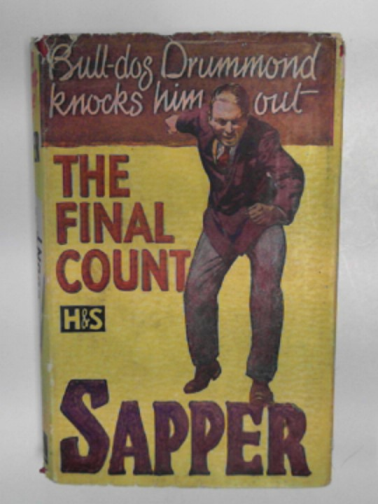 Bull-dog Drummond
knocks him out
THE
FINAL
COUNT
H&S
SAPPER